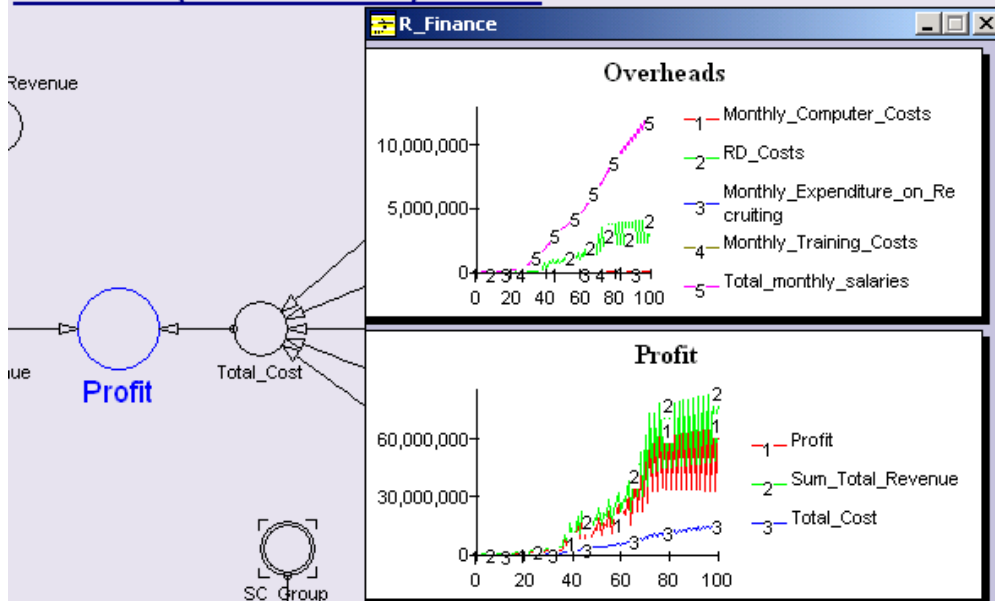 R_Finance
Revenue
Overheads
10,000,000
5,000,000
0
0 20 40 60 80 100
1 Monthly_Computer_Costs
2 RD_Costs
3 Monthly_Expenditure_on_Re
cruiting
4 Monthly_Training_Costs
5 Total_monthly_salaries
ue
Profit
Total_Cost
Profit
60,000,000
30,000,000
0
0 20 40 60 80 100
1 Profit
2 Sum_Total_Revenue
3 Total_Cost
SC_Group